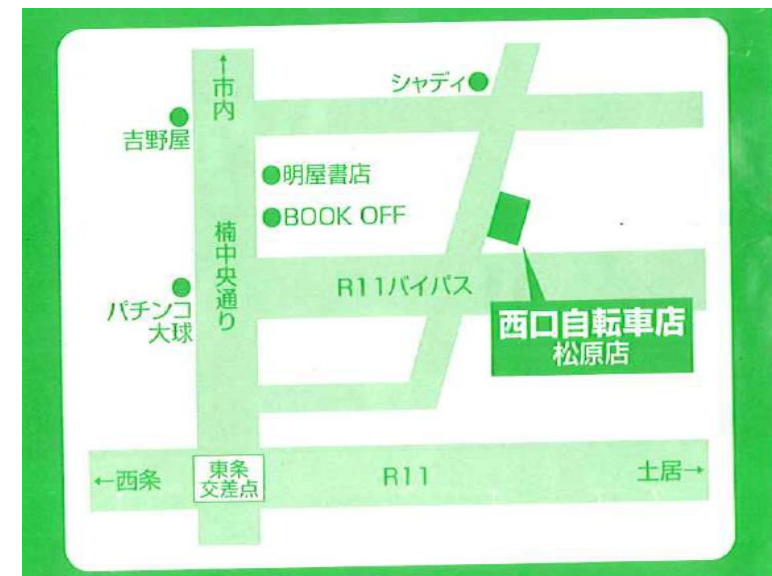 ↑市内
シャディ
吉野屋
明屋書店
BOOK OFF
楠中央通り
R11バイパス
パチンコ
大球
西口自転車店
松原店
←西条
東条
交差点
R11
土居→